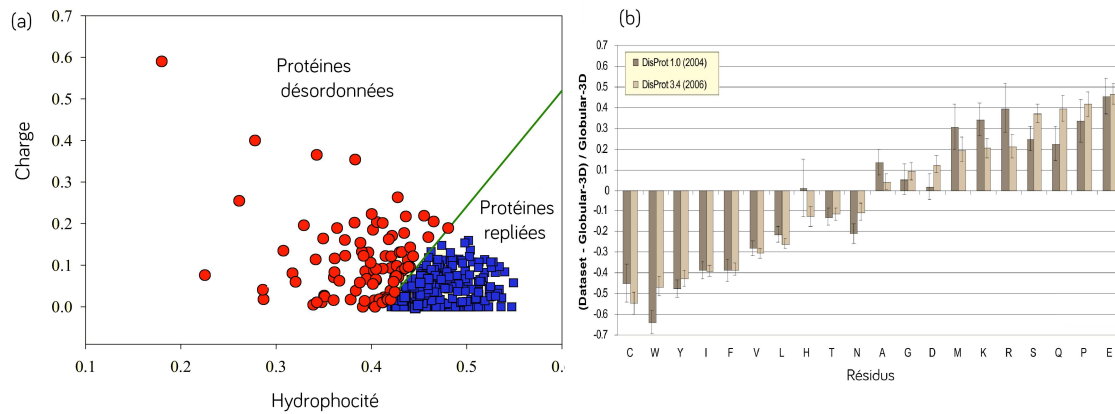 (a)
0.7
0.6
0.5
0.4
0.3
0.2
0.1
0.0
Charge
Protéines
désordonnées
Protéines
repliées
0.1 0.2 0.3 0.4 0.5
Hydrophocité
(b)
0.7
0.6
0.5
0.4
0.3
0.2
0.1
0
-0.1
-0.2
-0.3
-0.4
-0.5
-0.6
-0.7
(Dataset - Globular-3D) / Globular-3D
DisProt 1.0 (2004)
DisProt 3.4 (2006)
C W Y I F V L H T N A G D M K R S Q P E
Résidus